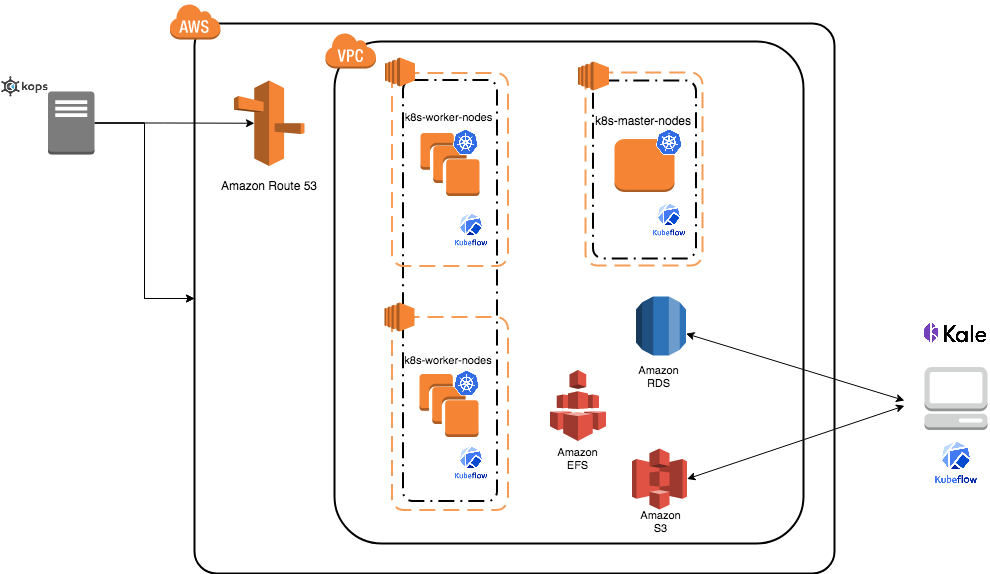 AWS
VPC
kops
k8s-worker-nodes
k8s-master-nodes
Amazon Route 53
Kubeflow
Kubeflow
Kale
k8s-worker-nodes
Amazon
RDS
Amazon
EFS
Kubeflow
Kubeflow
Amazon
S3